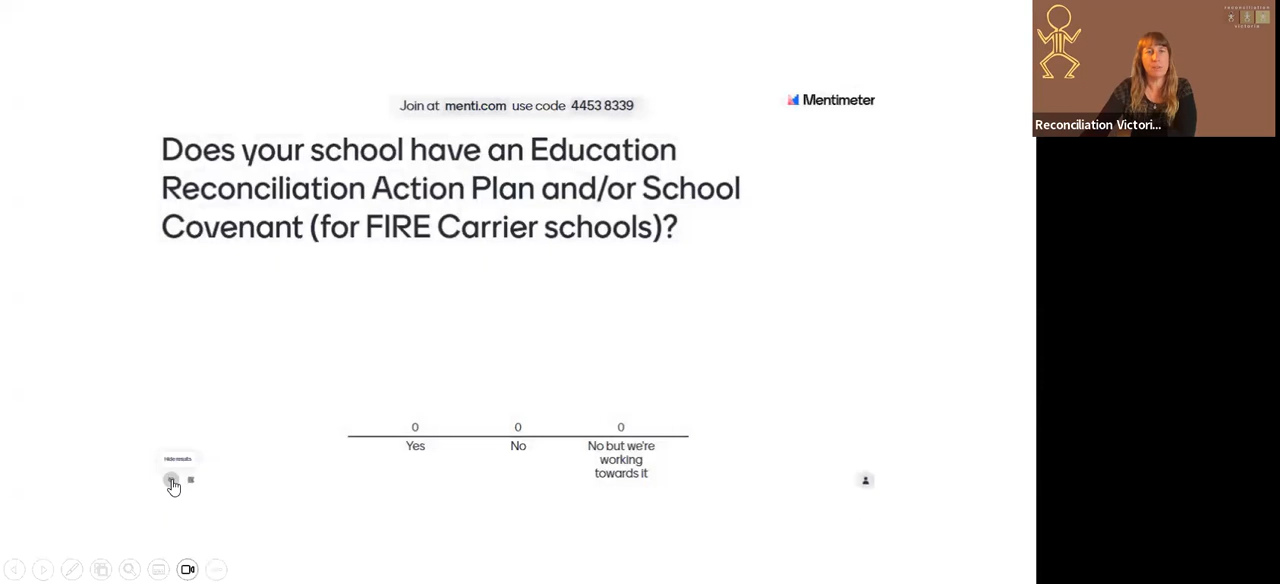 Join at menti.com use code 4453 8339
Mentimeter
Does your school have an Education
Reconciliation Action Plan and/or School
Covenant (for FIRE Carrier schools)?
0
0
0
Yes
No
No but we're
working
towards it
Hide results
reconciliation
victoria
Reconciliation Victori...